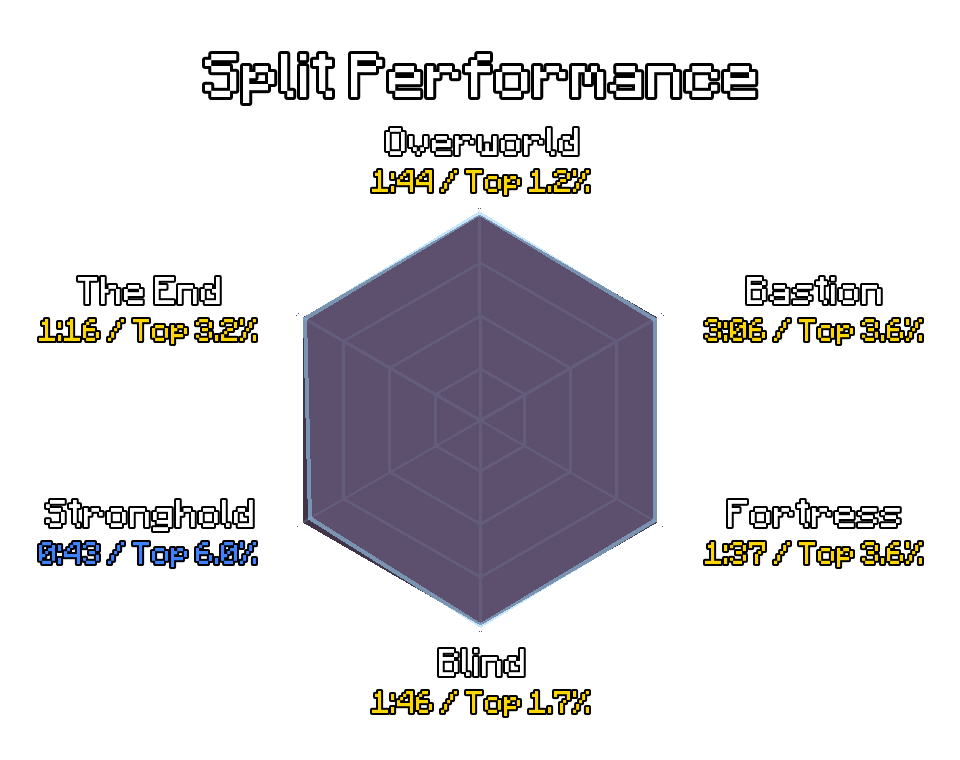 Split Performance
Overworld
1:44 / Top 1.2%
The End
1:16 / Top 3.2%
Bastion
3:06 / Top 3.6%
Stronghold
0:43 / Top 6.0%
Fortress
1:37 / Top 3.6%
Blind
1:46 / Top 1.7%